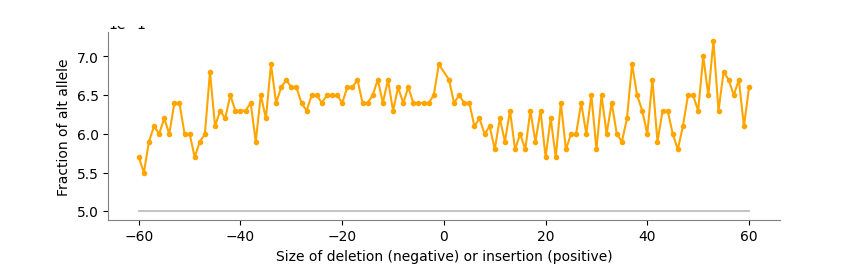 7.0
6.5
6.0
5.5
5.0
Fraction of alt allele
−60 −40 −20 0 20 40 60
Size of deletion (negative) or insertion (positive)